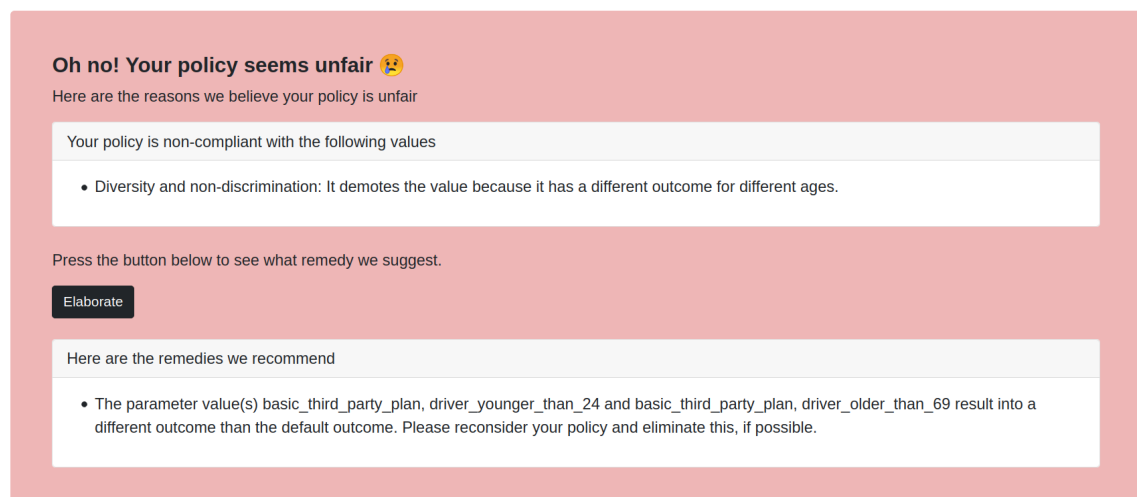 Oh no! Your policy seems unfair 😢
Here are the reasons we believe your policy is unfair
Your policy is non-compliant with the following values
• Diversity and non-discrimination: It demotes the value because it has a different outcome for different ages.
Press the button below to see what remedy we suggest.
Elaborate
Here are the remedies we recommend
• The parameter value(s) basic_third_party_plan, driver_younger_than_24 and basic_third_party_plan, driver_older_than_69 result into a
different outcome than the default outcome. Please reconsider your policy and eliminate this, if possible.